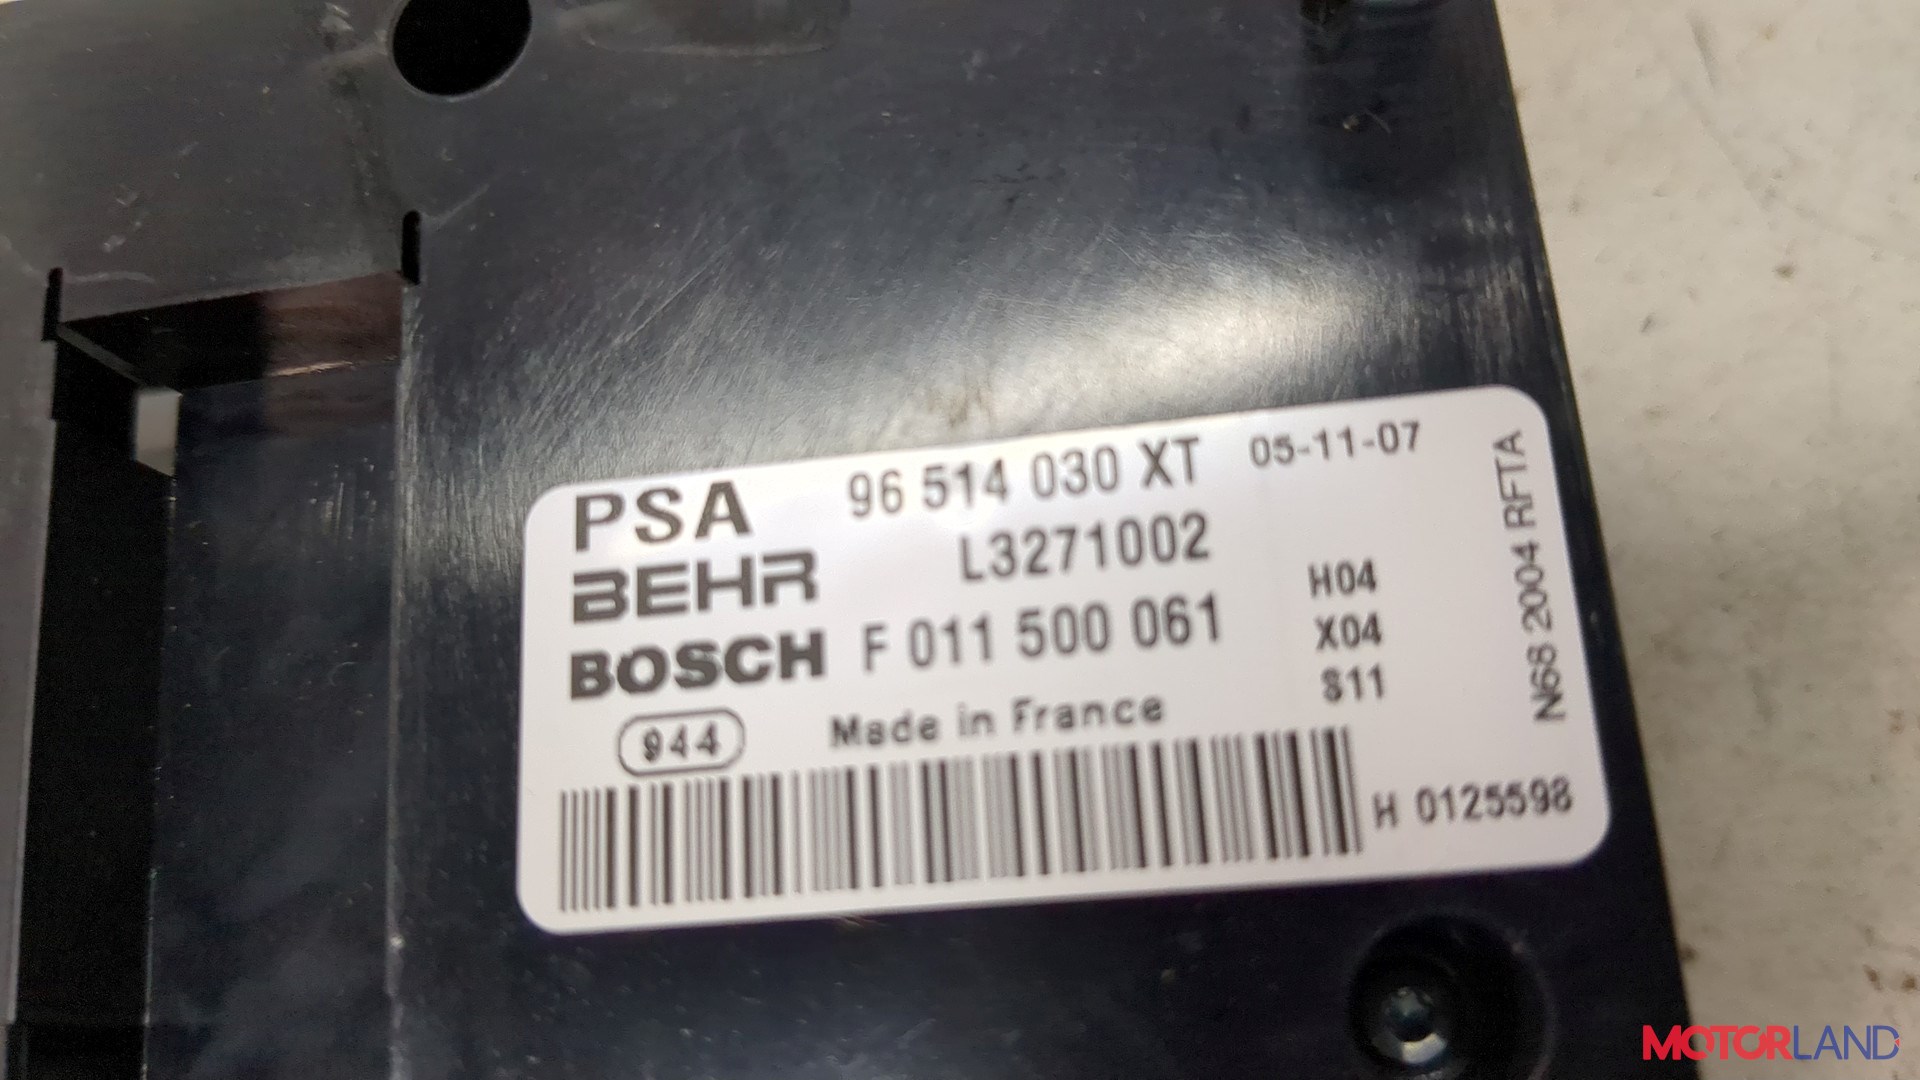 PSA 96 514 030 XT 05-11-07
BEHR L3271002
BOSCH F 011 500 061
H04
X04
S11
944 Made in France
H 0125598
N68 2004 RFTA
MOTORLAND